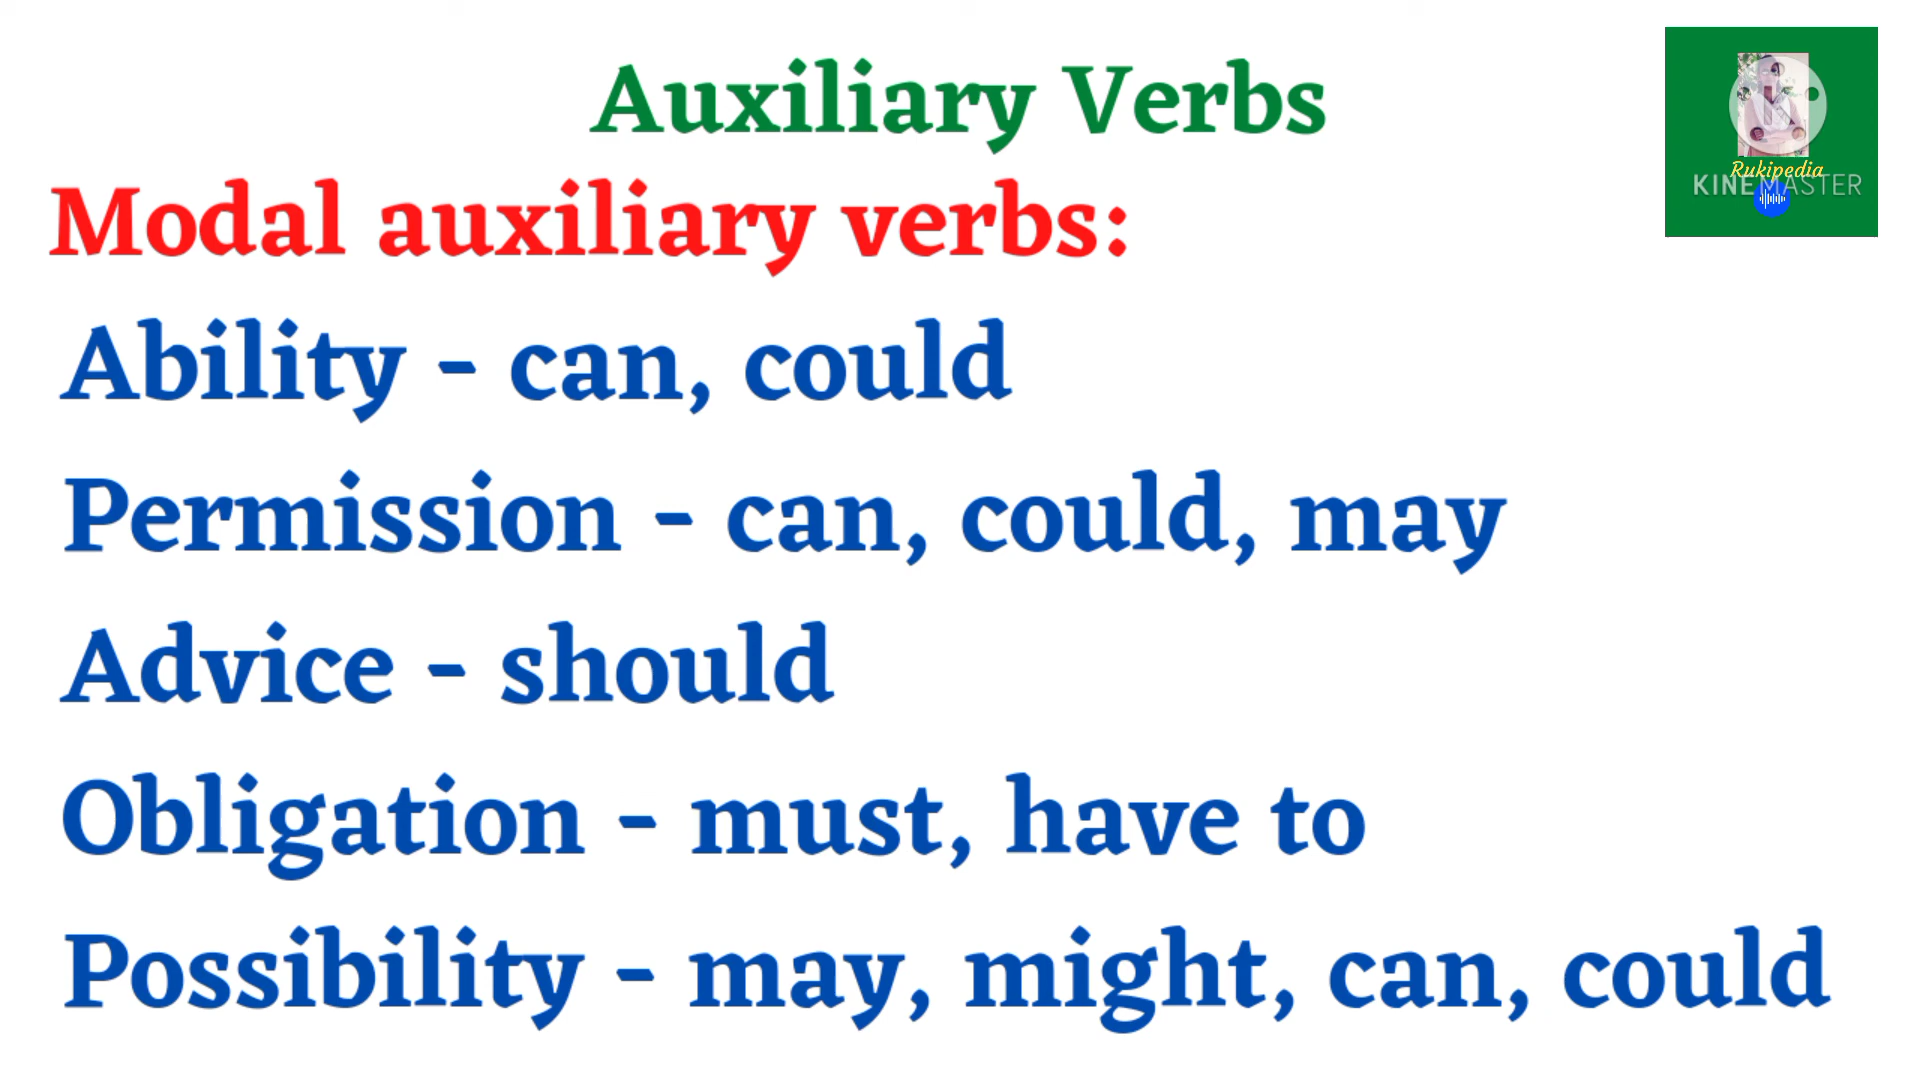 Auxiliary Verbs
Modal auxiliary verbs:
Ability - can, could
Permission - can, could, may
Advice - should
Obligation - must, have to
Possibility - may, might, can, could
Rukipedia
KINEMASTER